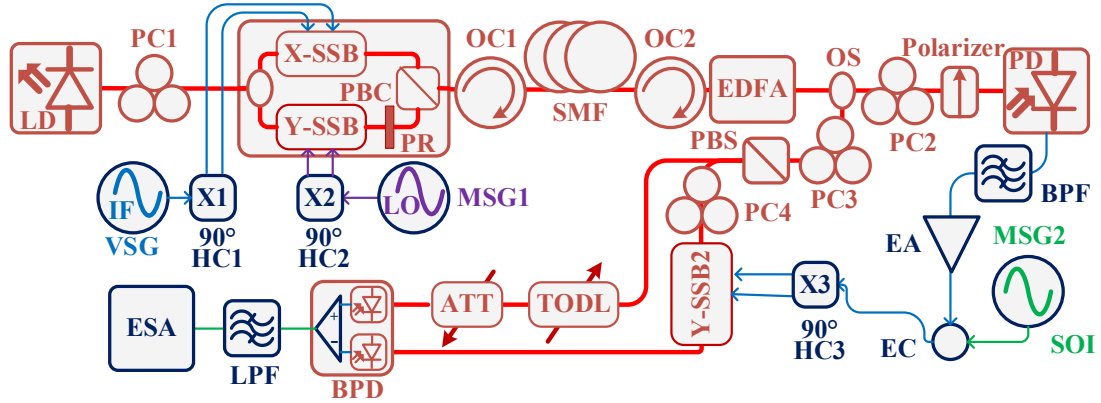 PC1
X-SSB
OC1
OC2
OS
Polarizer
PD
LD
PBC
SMF
EDFA
Y-SSB
PR
PBS
PC2
IF
X1
X2
LO
MSG1
PC3
BPF
VSG
90°
HC1
90°
HC2
PC4
EA
MSG2
Y-SSB2
X3
ESA
ATT
TODL
+
-
90°
HC3
EC
SOI
LPF
BPD